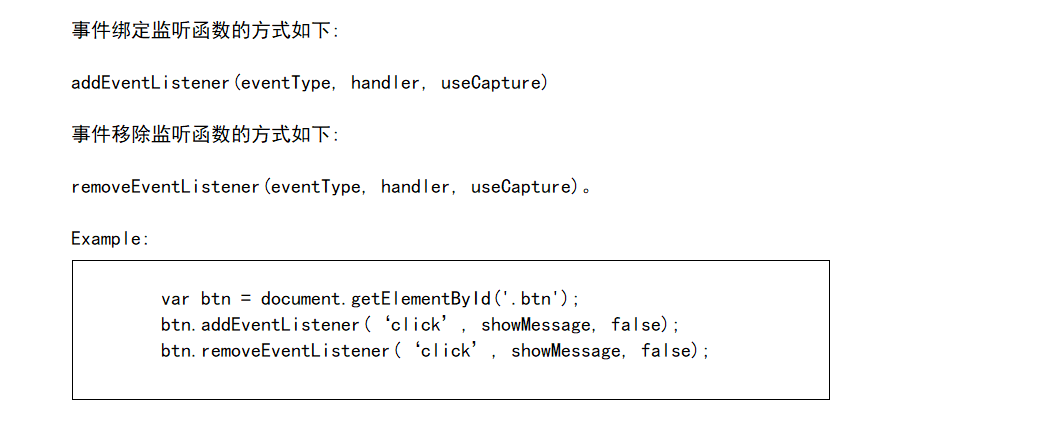 事件绑定监听函数的方式如下:
addEventListener(eventType, handler, useCapture)
事件移除监听函数的方式如下:
removeEventListener(eventType, handler, useCapture)。
Example:
var btn = document.getElementById('.btn');
btn.addEventListener(‘click’, showMessage, false);
btn.removeEventListener(‘click’, showMessage, false);